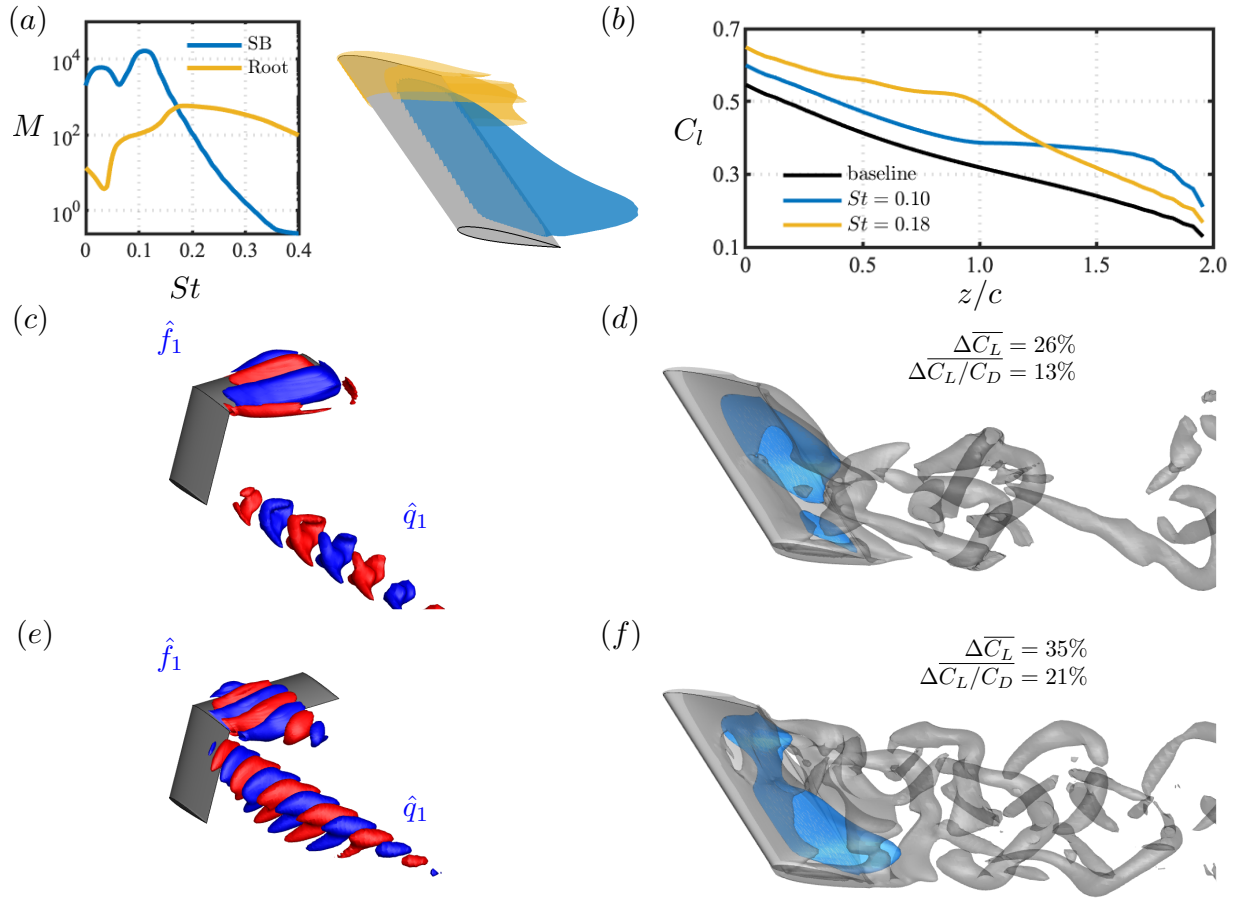 (a)
10^4
10^2
10^0
M
SB
Root
0 0.1 0.2 0.3 0.4
St
(b)
0.7
0.5
0.3
0.1
C_l
baseline
St = 0.10
St = 0.18
0 0.5 1.0 1.5 2.0
z/c
(c)
f̂_1
q̂_1
(d)
ΔC̅_L̅ = 26%
ΔC̅_L̅/̅C̅_D̅ = 13%
(e)
f̂_1
q̂_1
(f)
ΔC̅_L̅ = 35%
ΔC̅_L̅/̅C̅_D̅ = 21%